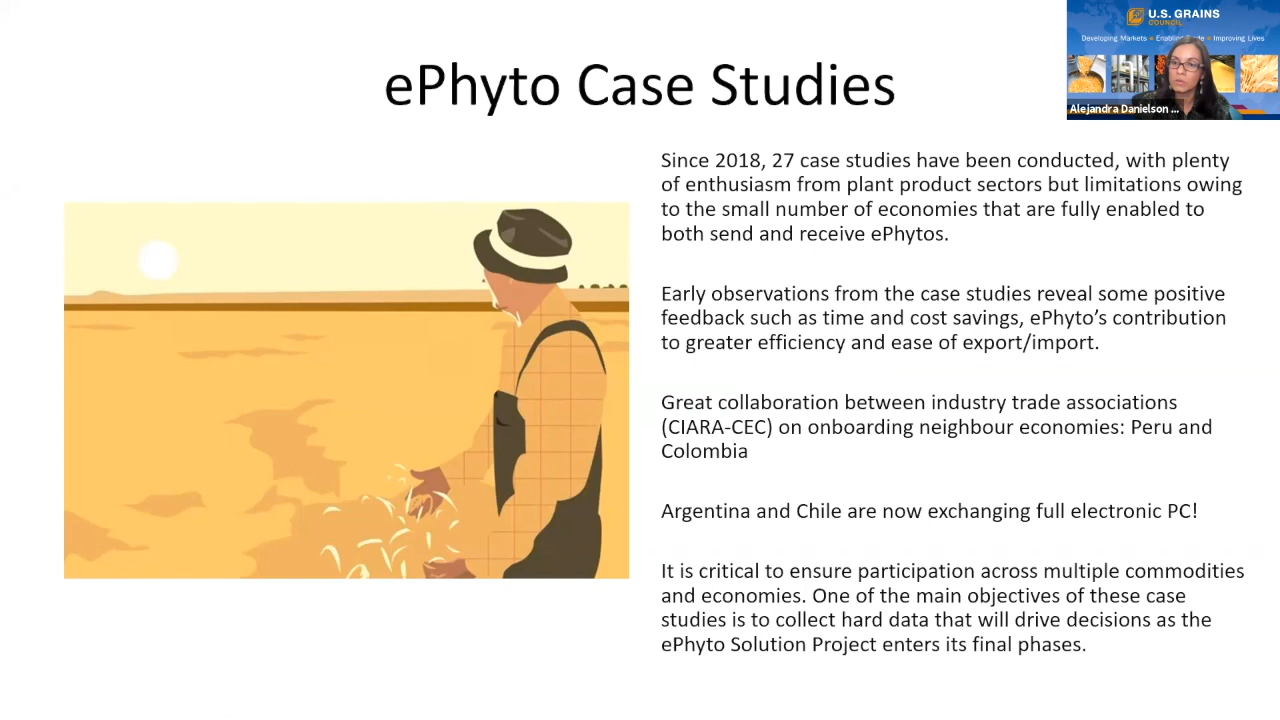 U.S. GRAINS
COUNCIL
Developing Markets • Enabling Trade • Improving Lives
Alejandra Danielson ...
ePhyto Case Studies
Since 2018, 27 case studies have been conducted, with plenty
of enthusiasm from plant product sectors but limitations owing
to the small number of economies that are fully enabled to
both send and receive ePhytos.
Early observations from the case studies reveal some positive
feedback such as time and cost savings, ePhyto’s contribution
to greater efficiency and ease of export/import.
Great collaboration between industry trade associations
(CIARA-CEC) on onboarding neighbour economies: Peru and
Colombia
Argentina and Chile are now exchanging full electronic PC!
It is critical to ensure participation across multiple commodities
and economies. One of the main objectives of these case
studies is to collect hard data that will drive decisions as the
ePhyto Solution Project enters its final phases.